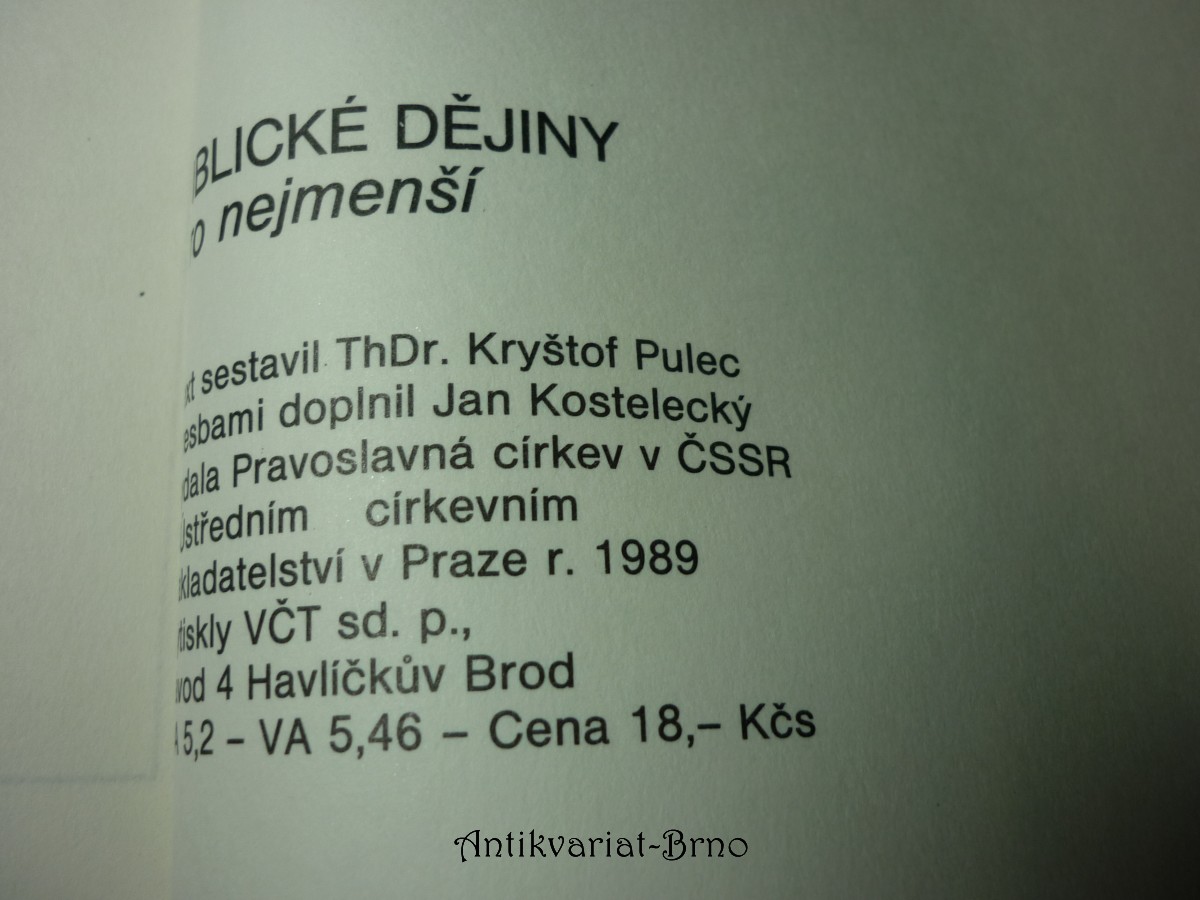 BLICKÉ DĚJINY
o nejmenší
xt sestavil ThDr. Kryštof Pulec
esbami doplnil Jan Kostelecký
dala Pravoslavná církev v ČSSR
Ústředním církevním
kladatelství v Praze r. 1989
tiskly VČT sd. p.,
vod 4 Havlíčkův Brod
A 5,2 – VA 5,46 – Cena 18,– Kčs
Antikvariat-Brno